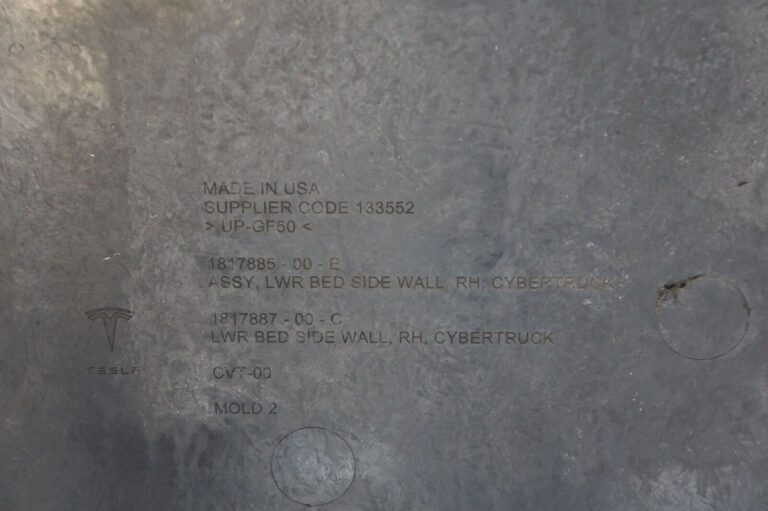 MADE IN USA
SUPPLIER CODE 133552
> UP-GF50 <
1817885 - 00 - E
ASSY, LWR BED SIDE WALL, RH, CYBERTRUCK
1817887 - 00 - C
LWR BED SIDE WALL, RH, CYBERTRUCK
TESLA
CVT-00
MOLD 2